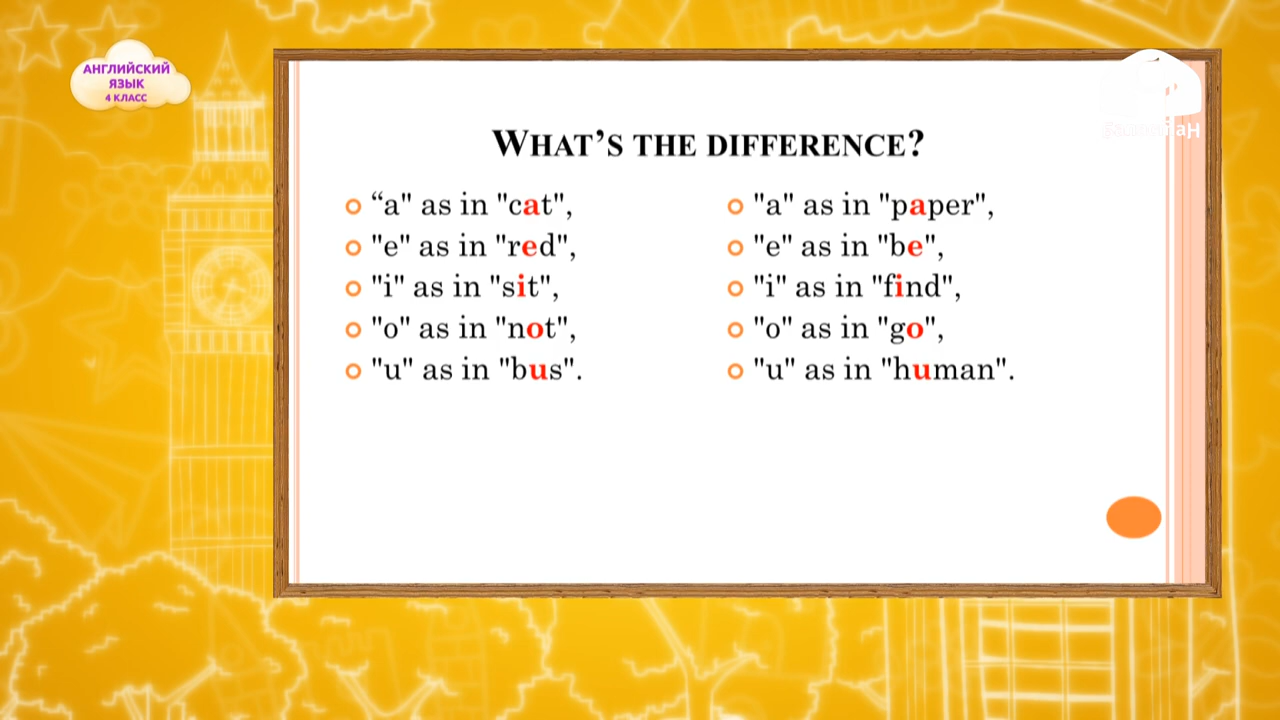 АНГЛИЙСКИЙ
ЯЗЫК
4 КЛАСС
WHAT’S THE DIFFERENCE?
“a" as in "cat",
"e" as in "red",
"i" as in "sit",
"o" as in "not",
"u" as in "bus".
"a" as in "paper",
"e" as in "be",
"i" as in "find",
"o" as in "go",
"u" as in "human".